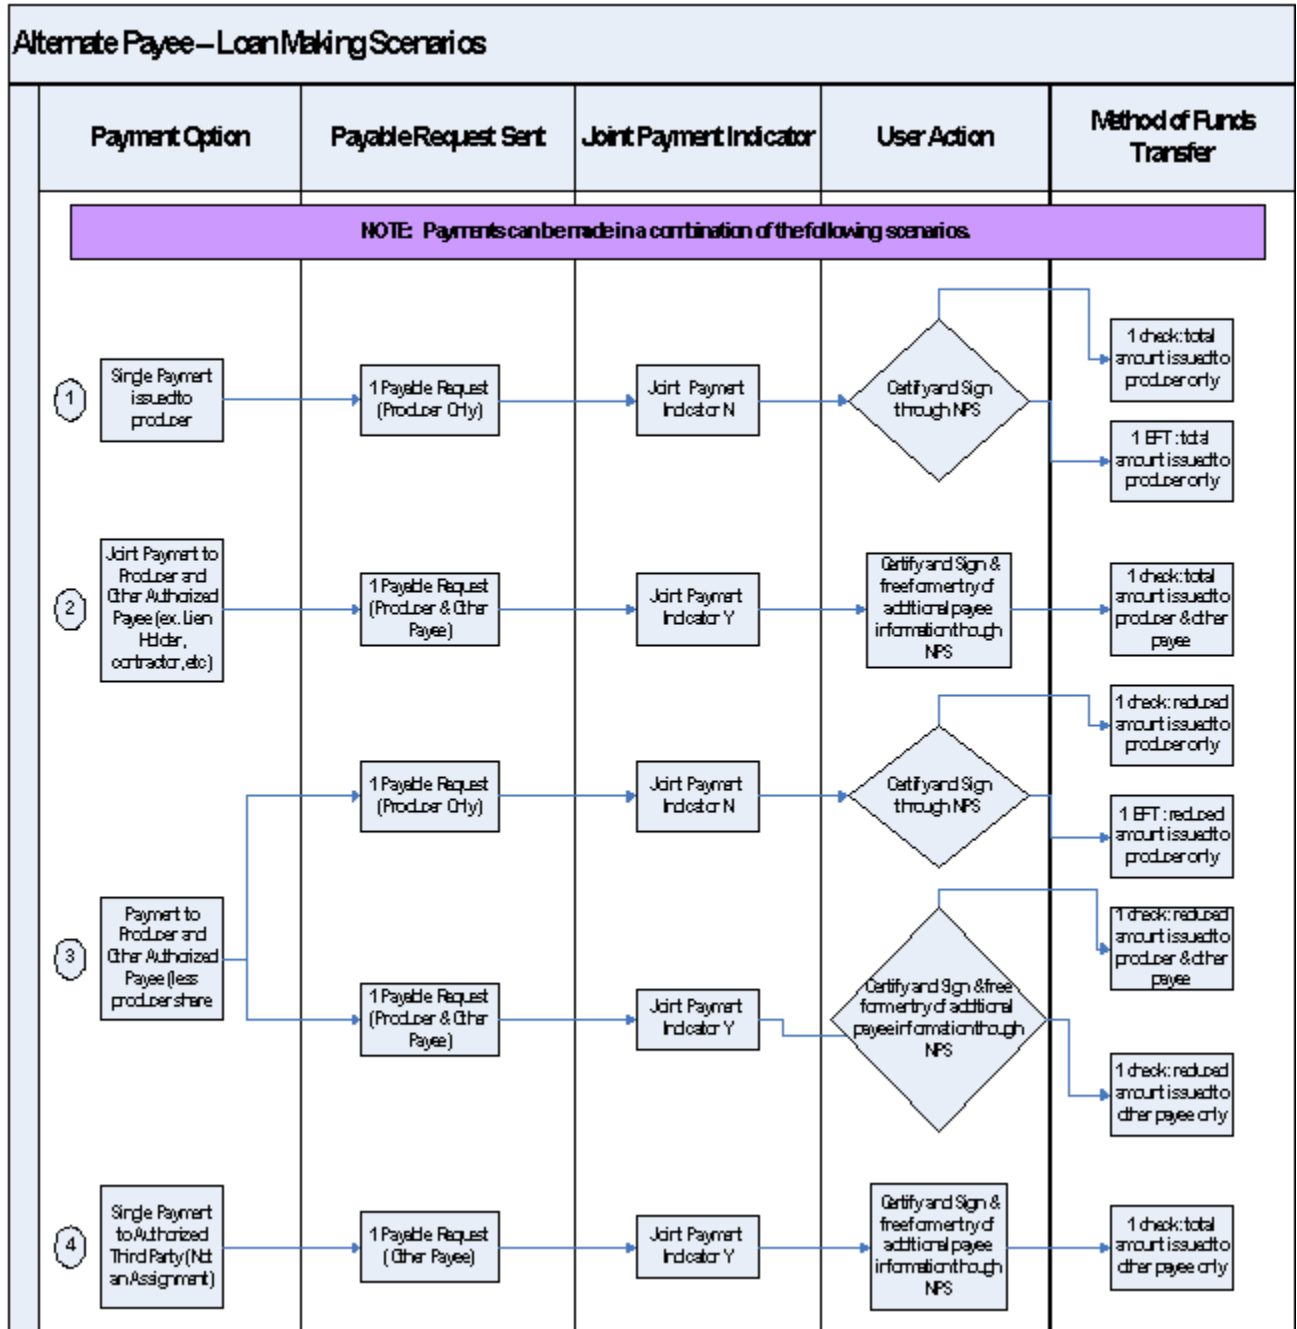 Alternate Payee – Loan Making Scenarios
Payment Option
Payable Request Sent
Joint Payment Indicator
User Action
Method of Funds
Transfer
NOTE: Payments can be made in a combination of the following scenarios.
1
Single Payment
issued to
producer
1 Payable Request
(Producer Only)
Joint Payment
Indicator N
Certify and Sign
through NPS
1 check: total
amount issued to
producer only
1 EFT: total
amount issued to
producer only
2
Joint Payment to
Producer and
Other Authorized
Payee (ex. Lien
Holder,
contractor, etc)
1 Payable Request
(Producer & Other
Payee)
Joint Payment
Indicator Y
Certify and Sign &
free form entry of
additional payee
information though
NPS
1 check: total
amount issued to
producer & other
payee
3
Payment to
Producer and
Other Authorized
Payee (less
producer share
1 Payable Request
(Producer Only)
Joint Payment
Indicator N
Certify and Sign
through NPS
1 check: reduced
amount issued to
producer only
1 EFT: reduced
amount issued to
producer only
1 Payable Request
(Producer & Other
Payee)
Joint Payment
Indicator Y
Certify and Sign & free
form entry of additional
payee information though
NPS
1 check: reduced
amount issued to
producer & other
payee
1 check: reduced
amount issued to
other payee only
4
Single Payment
to Authorized
Third Party (Not
an Assignment)
1 Payable Request
( Other Payee)
Joint Payment
Indicator Y
Certify and Sign &
free form entry of
additional payee
information though
NPS
1 check: total
amount issued to
other payee only